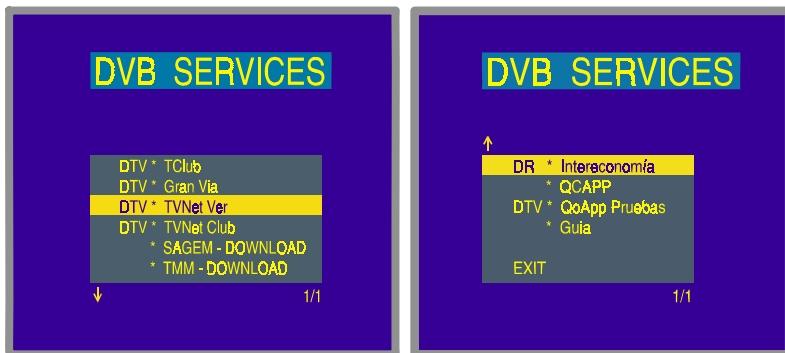 DVB SERVICES
DTV * TClub
DTV * Gran Via
DTV * TVNet Ver
DTV * TVNet Club
* SAGEM - DOWNLOAD
* TMM - DOWNLOAD
↓ 1/1
DVB SERVICES
↑
DR * Intereconomía
* QCAPP
DTV * QoApp Pruebas
* Guia
EXIT
1/1